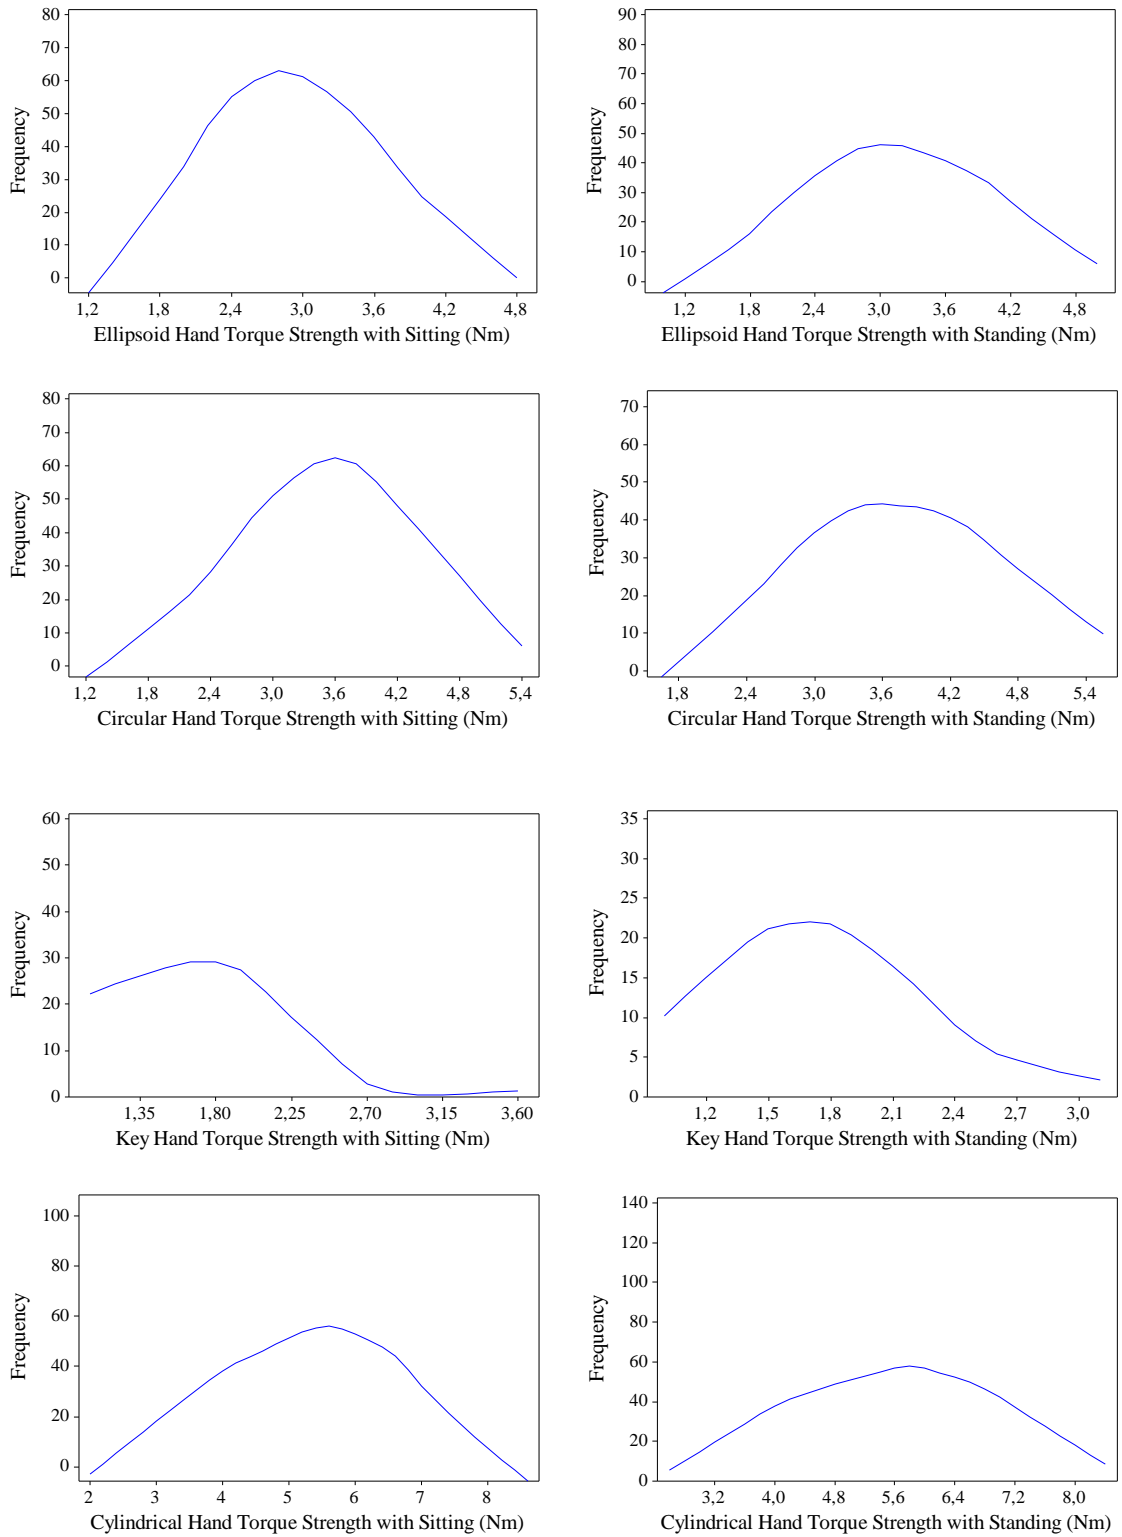 80
70
60
50
40
30
20
10
0
Frequency
1,2 1,8 2,4 3,0 3,6 4,2 4,8
Ellipsoid Hand Torque Strength with Sitting (Nm)
90
80
70
60
50
40
30
20
10
0
Frequency
1,2 1,8 2,4 3,0 3,6 4,2 4,8
Ellipsoid Hand Torque Strength with Standing (Nm)
80
70
60
50
40
30
20
10
0
Frequency
1,2 1,8 2,4 3,0 3,6 4,2 4,8 5,4
Circular Hand Torque Strength with Sitting (Nm)
70
60
50
40
30
20
10
0
Frequency
1,8 2,4 3,0 3,6 4,2 4,8 5,4
Circular Hand Torque Strength with Standing (Nm)
60
50
40
30
20
10
0
Frequency
1,35 1,80 2,25 2,70 3,15 3,60
Key Hand Torque Strength with Sitting (Nm)
35
30
25
20
15
10
5
0
Frequency
1,2 1,5 1,8 2,1 2,4 2,7 3,0
Key Hand Torque Strength with Standing (Nm)
100
80
60
40
20
0
Frequency
2 3 4 5 6 7 8
Cylindrical Hand Torque Strength with Sitting (Nm)
140
120
100
80
60
40
20
0
Frequency
3,2 4,0 4,8 5,6 6,4 7,2 8,0
Cylindrical Hand Torque Strength with Standing (Nm)